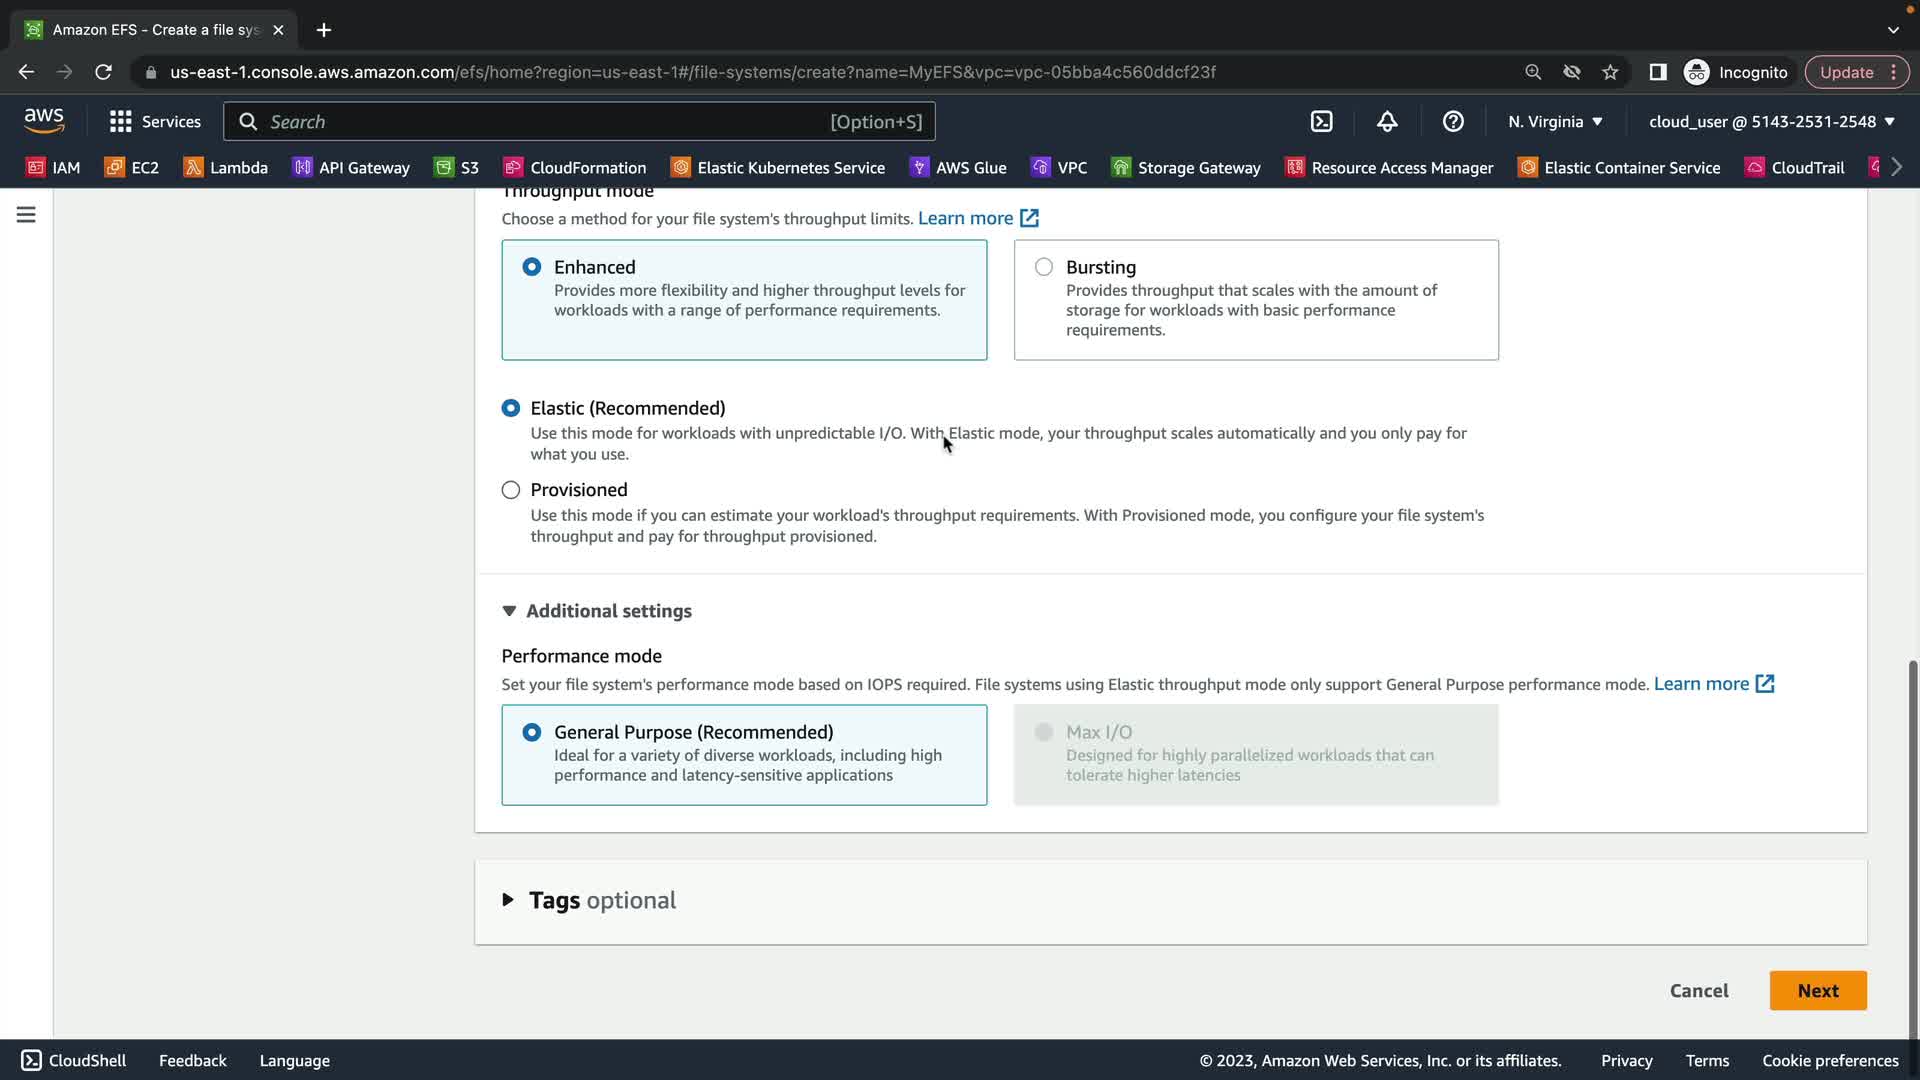 Amazon EFS - Create a file sys
us-east-1.console.aws.amazon.com/efs/home?region=us-east-1#/file-systems/create?name=MyEFS&vpc=vpc-05bba4c560ddcf23f
Incognito
Update
aws
Services
Search
[Option+S]
N. Virginia
cloud_user @ 5143-2531-2548
IAM
EC2
Lambda
API Gateway
S3
CloudFormation
Elastic Kubernetes Service
AWS Glue
VPC
Storage Gateway
Resource Access Manager
Elastic Container Service
CloudTrail
Throughput mode
Choose a method for your file system's throughput limits. Learn more
Enhanced
Provides more flexibility and higher throughput levels for
workloads with a range of performance requirements.
Bursting
Provides throughput that scales with the amount of
storage for workloads with basic performance
requirements.
Elastic (Recommended)
Use this mode for workloads with unpredictable I/O. With Elastic mode, your throughput scales automatically and you only pay for
what you use.
Provisioned
Use this mode if you can estimate your workload's throughput requirements. With Provisioned mode, you configure your file system's
throughput and pay for throughput provisioned.
Additional settings
Performance mode
Set your file system's performance mode based on IOPS required. File systems using Elastic throughput mode only support General Purpose performance mode. Learn more
General Purpose (Recommended)
Ideal for a variety of diverse workloads, including high
performance and latency-sensitive applications
Max I/O
Designed for highly parallelized workloads that can
tolerate higher latencies
Tags optional
Cancel
Next
CloudShell
Feedback
Language
© 2023, Amazon Web Services, Inc. or its affiliates.
Privacy
Terms
Cookie preferences